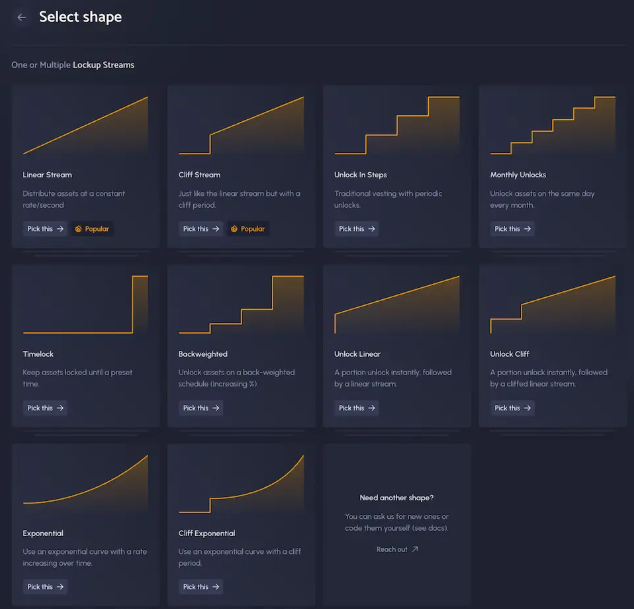 Select shape
One or Multiple Lockup Streams
Linear Stream
Distribute assets at a constant
rate/second
Pick this → Popular
Cliff Stream
Just like the linear stream but with a
cliff period.
Pick this → Popular
Unlock In Steps
Traditional vesting with periodic
unlocks.
Pick this →
Monthly Unlocks
Unlock assets on the same day
every month.
Pick this →
Timelock
Keep assets locked until a preset
time.
Pick this →
Backweighted
Unlock assets on a back-weighted
schedule (increasing %).
Pick this →
Unlock Linear
A portion unlock instantly, followed
by a linear stream.
Pick this →
Unlock Cliff
A portion unlock instantly, followed
by a cliffed linear stream.
Pick this →
Exponential
Use an exponential curve with a rate
increasing over time.
Pick this →
Cliff Exponential
Use an exponential curve with a cliff
period.
Pick this →
Need another shape?
You can ask us for new ones or
code them yourself (see docs).
Reach out ↗